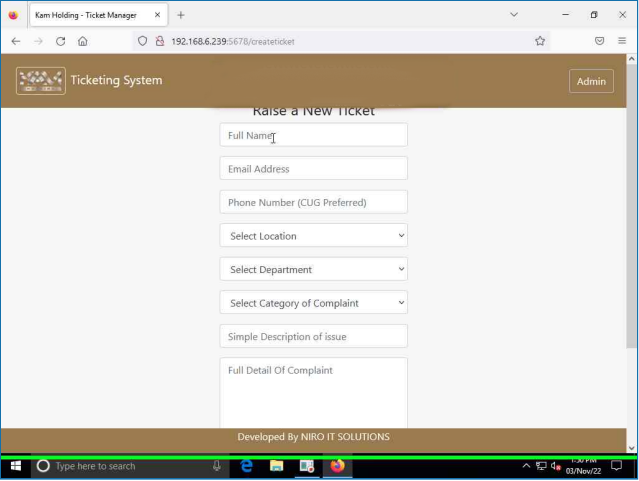 Kam Holding - Ticket Manager
192.168.6.239:5678/createticket
Ticketing System
Admin
Raise a New Ticket
Full Name
Email Address
Phone Number (CUG Preferred)
Select Location
Select Department
Select Category of Complaint
Simple Description of issue
Full Detail Of Complaint
Developed By NIRO IT SOLUTIONS
Type here to search
1:50 PM
03/Nov/22